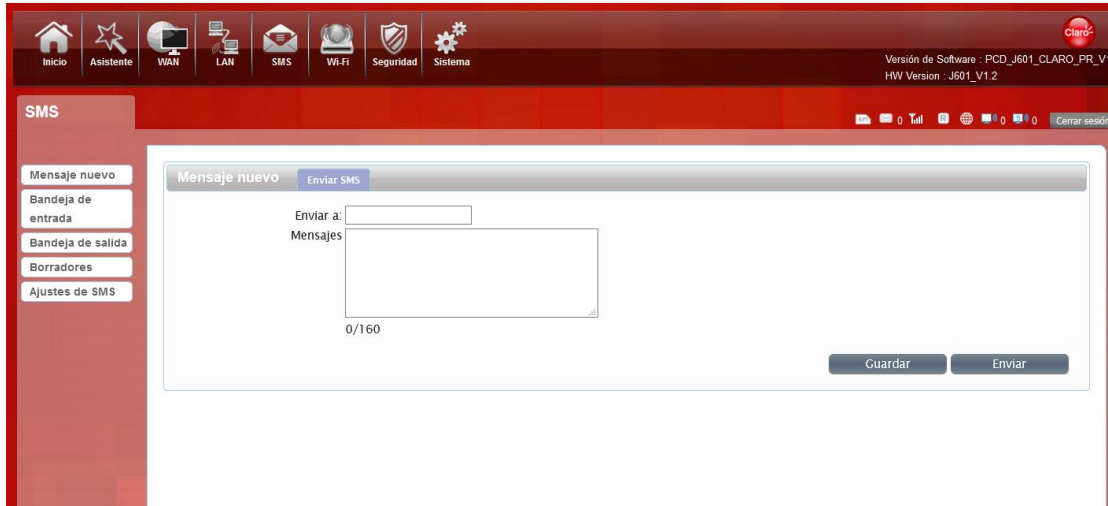 Claro
Inicio Asistente WAN LAN SMS Wi-Fi Seguridad Sistema
Versión de Software : PCD_J601_CLARO_PR_V1
HW Version : J601_V1.2
SMS
SIM 0 R 0 0 Cerrar sesión
Mensaje nuevo
Bandeja de
entrada
Bandeja de salida
Borradores
Ajustes de SMS
Mensaje nuevo Enviar SMS
Enviar a:
Mensajes
0/160
Guardar Enviar